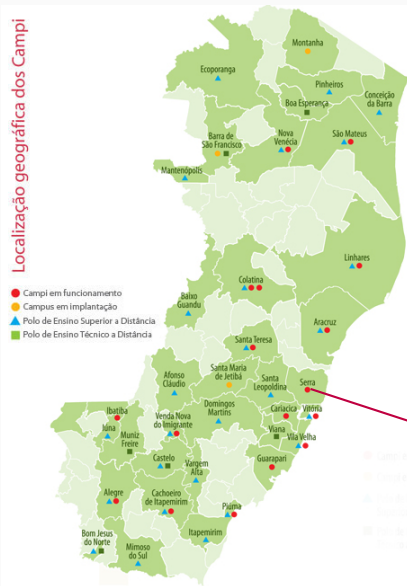 Localização geográfica dos Campi
Montanha
Ecoporanga
Pinheiros
Conceição
da Barra
Boa Esperança
Barra de
São Francisco
Nova
Venécia
São Mateus
Mantenópolis
Linhares
Colatina
Campi em funcionamento
Campus em implantação
Polo de Ensino Superior a Distância
Polo de Ensino Técnico a Distância
Baixo
Guandu
Aracruz
Santa Teresa
Santa Maria
de Jetibá
Afonso
Cláudio
Santa
Leopoldina
Serra
Ibatiba
Domingos
Martins
Cariacica
Vitória
Venda Nova
do Imigrante
Iúna
Viana
Muniz
Freire
Vila Velha
Castelo
Vargem
Alta
Guarapari
Alegre
Cachoeiro
de Itapemirim
Piúma
Bom Jesus
do Norte
Itapemirim
Mimoso
do Sul